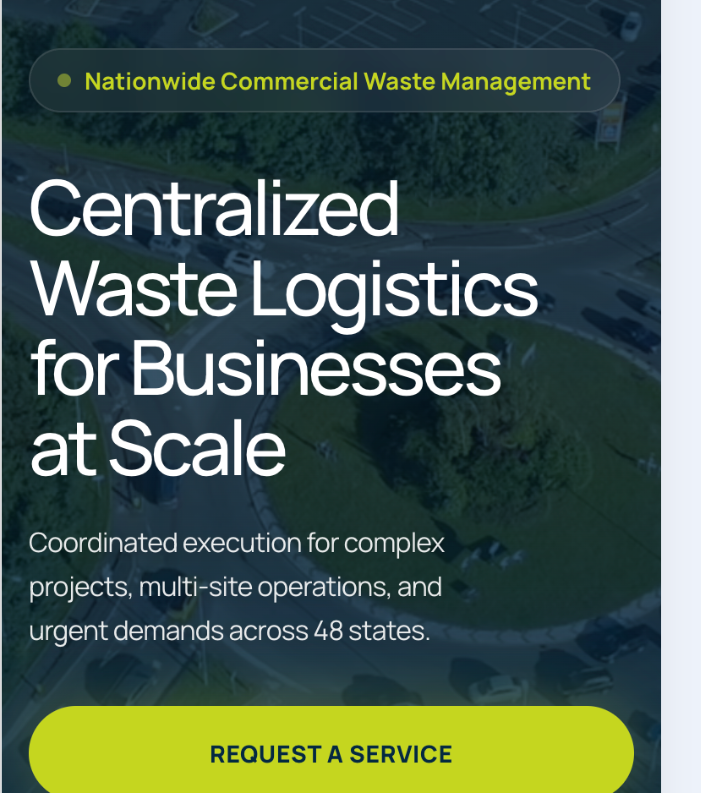 Nationwide Commercial Waste Management
Centralized
Waste Logistics
for Businesses
at Scale
Coordinated execution for complex
projects, multi-site operations, and
urgent demands across 48 states.
REQUEST A SERVICE